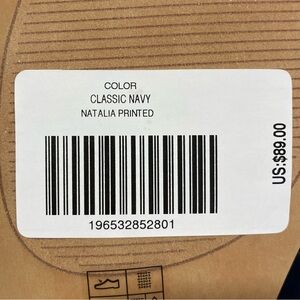 COLOR
CLASSIC NAVY
NATALIA PRINTED
196532852801
US:$89.00